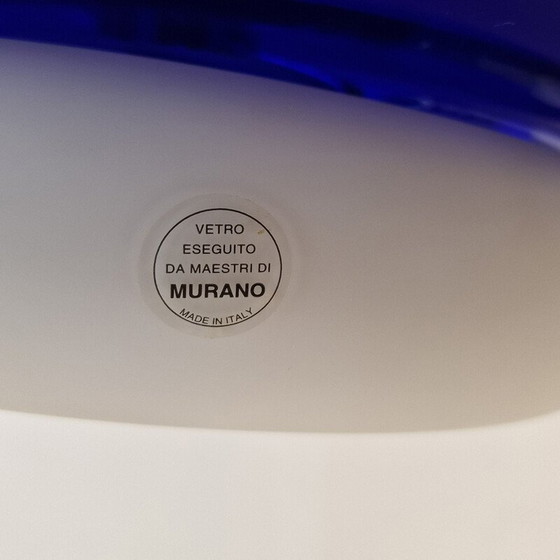 VETRO
ESEGUITO
DA MAESTRI DI
MURANO
MADE IN ITALY